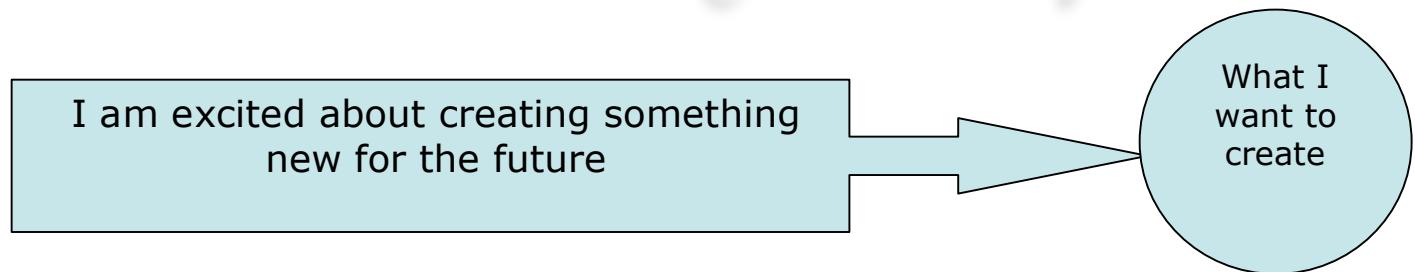 I am excited about creating something
new for the future
What I
want to
create